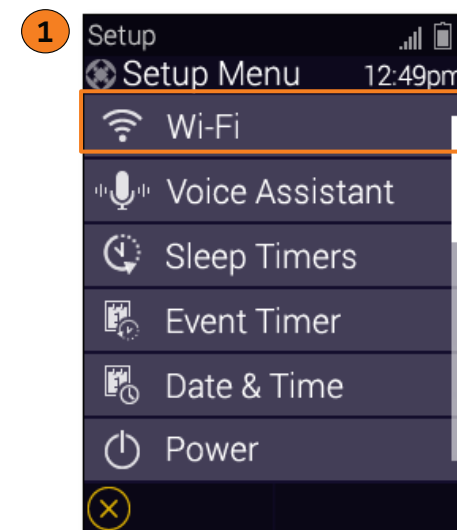 1
Setup
Setup Menu 12:49pm
Wi-Fi
Voice Assistant
Sleep Timers
Event Timer
Date & Time
Power